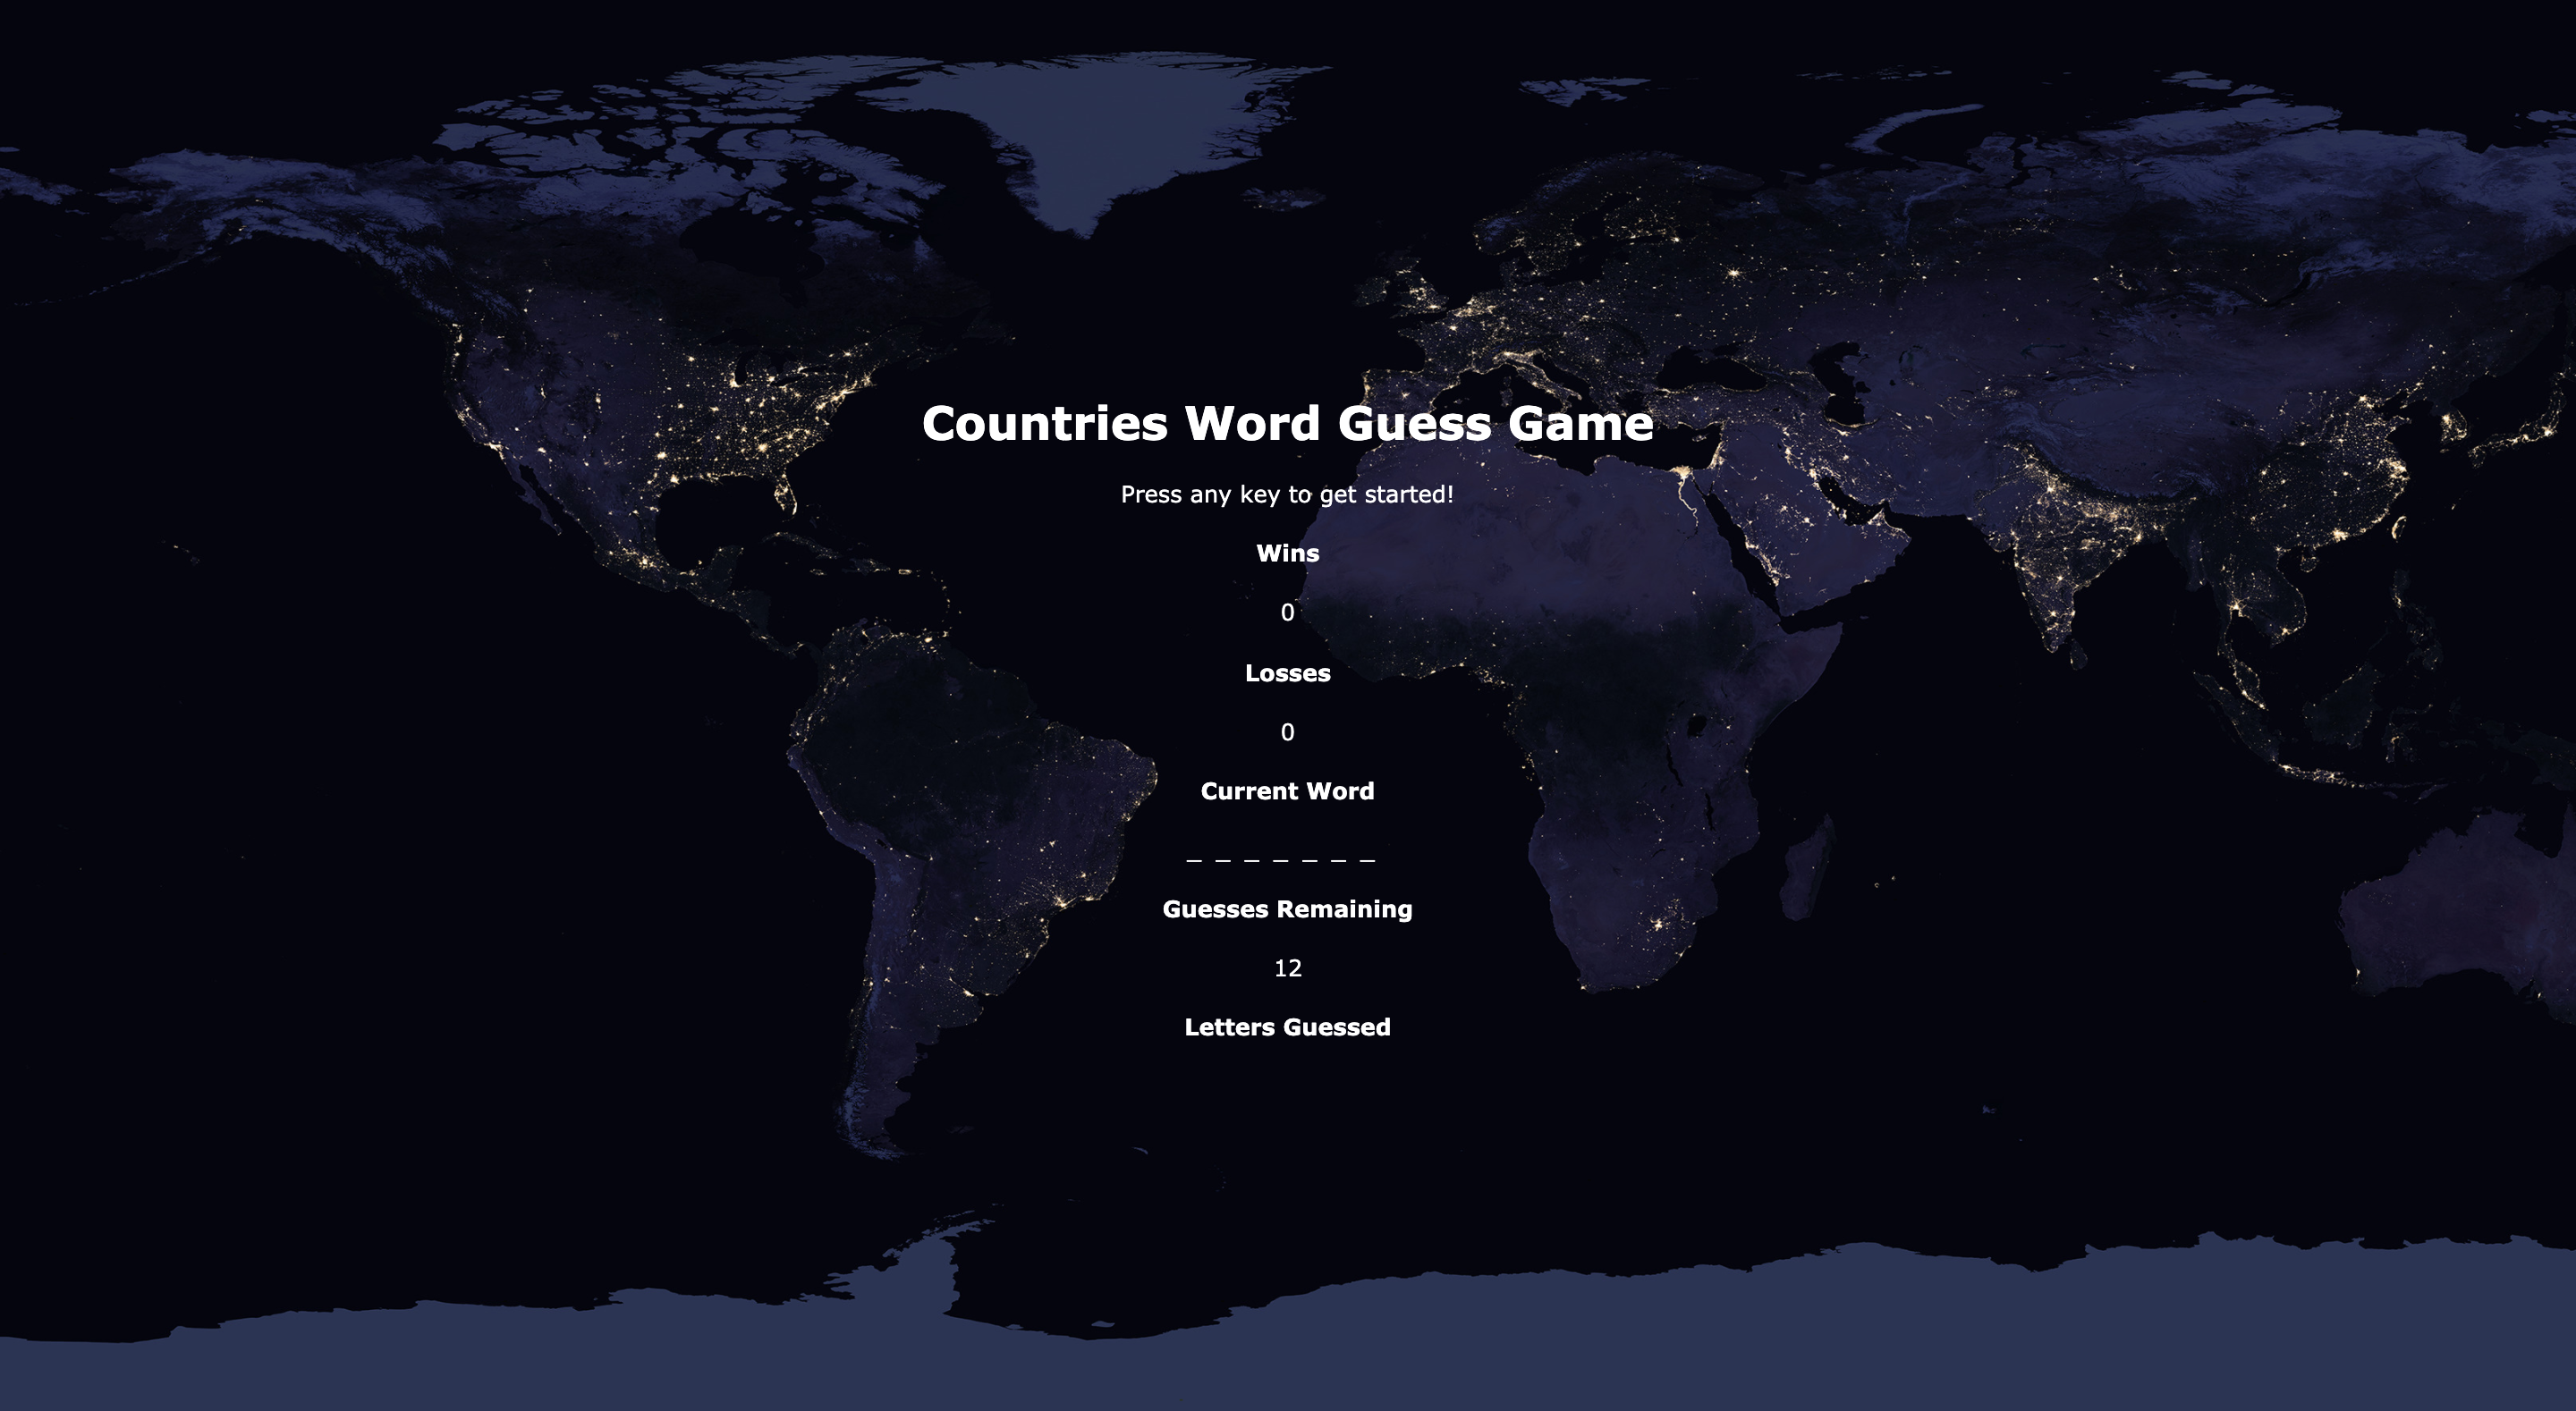 Countries Word Guess Game
Press any key to get started!
Wins
0
Losses
0
Current Word
_ _ _ _ _ _ _
Guesses Remaining
12
Letters Guessed